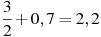 3/2 + 0,7 = 2,2